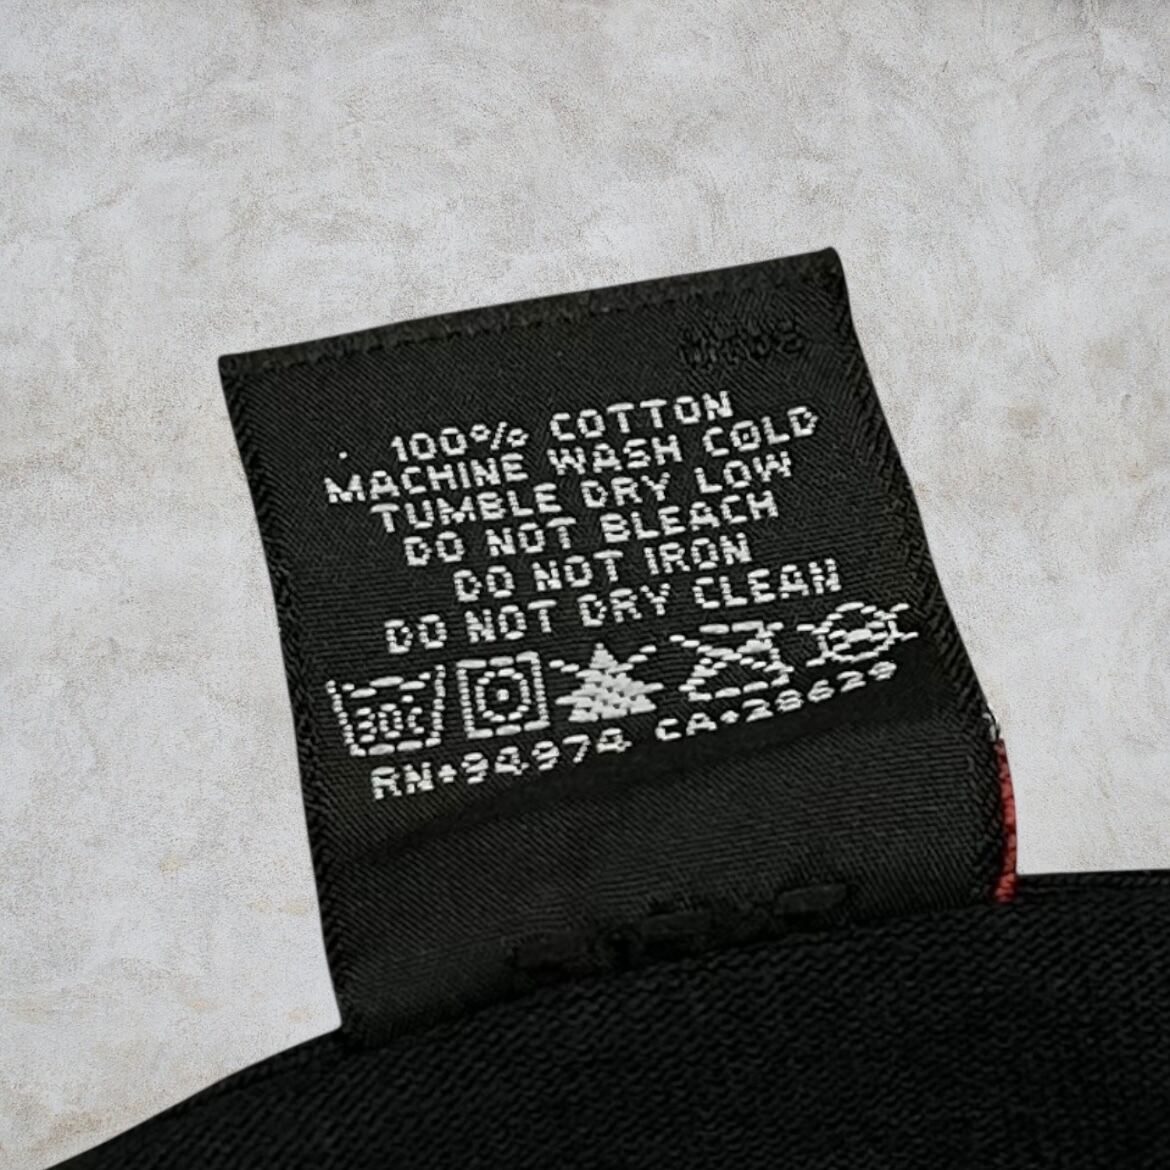 100% COTTON
MACHINE WASH COLD
TUMBLE DRY LOW
DO NOT BLEACH
DO NOT IRON
DO NOT DRY CLEAN
30c
RN+94974 CA+28629